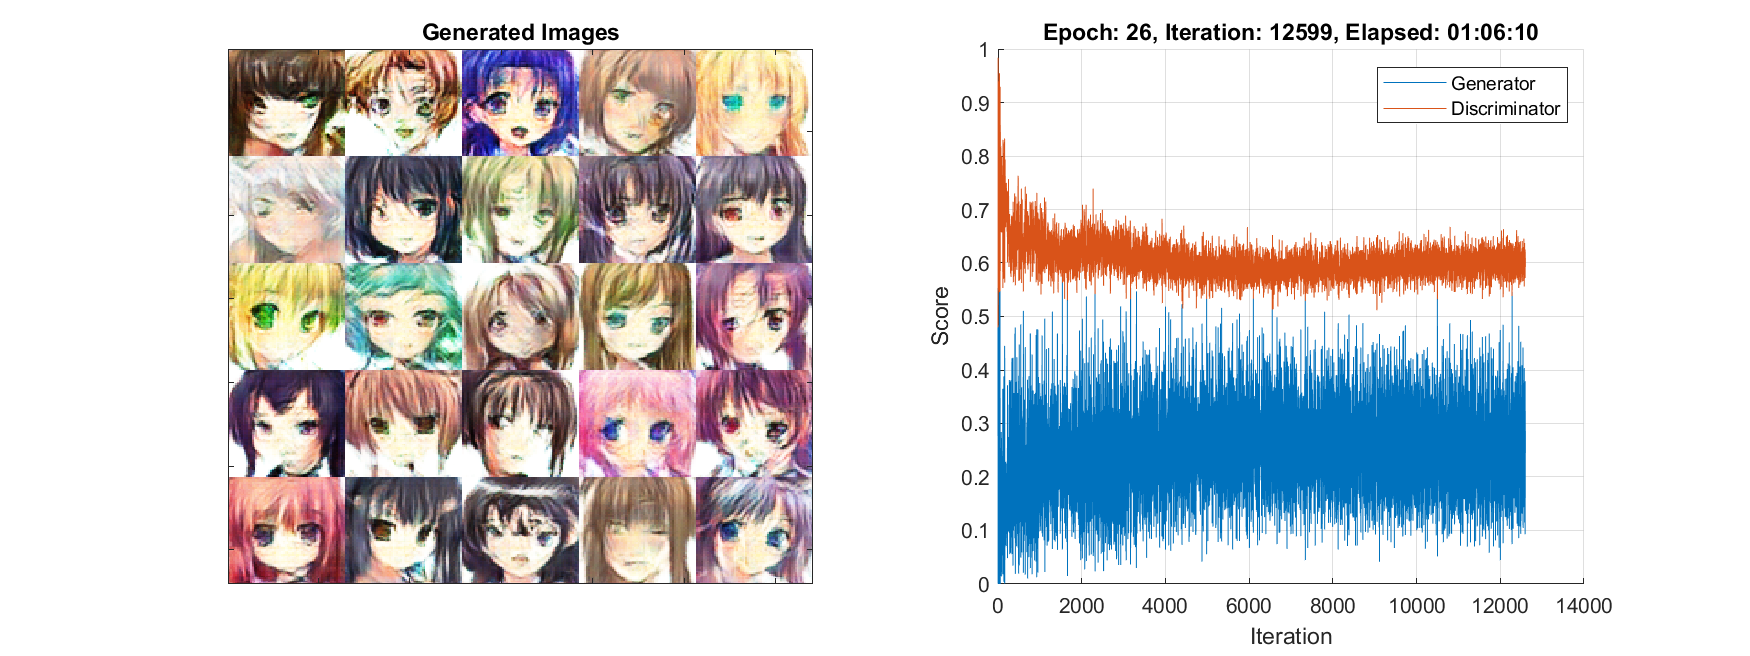 Generated Images
Epoch: 26, Iteration: 12599, Elapsed: 01:06:10
Generator
Discriminator
1
0.9
0.8
0.7
0.6
0.5
0.4
0.3
0.2
0.1
0
Score
0 2000 4000 6000 8000 10000 12000 14000
Iteration